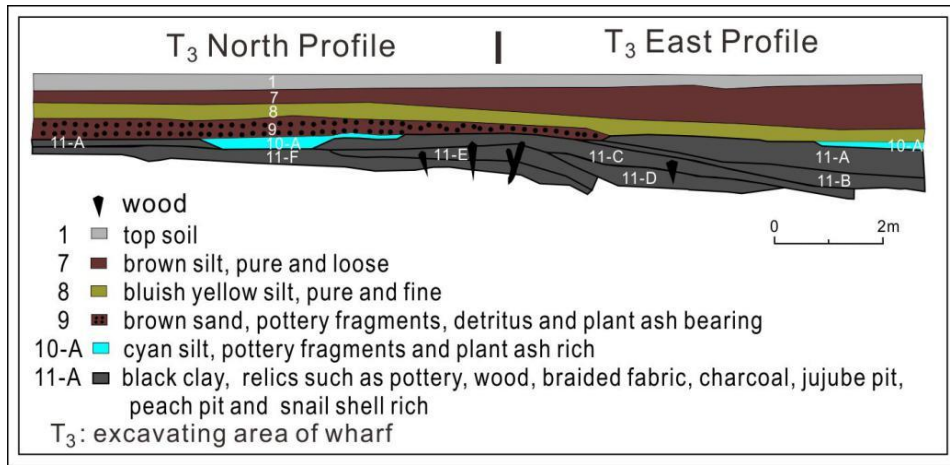 T₃ North Profile | T₃ East Profile
1
7
8
9
11-A 10-A 11-F 11-E 11-C 11-D 11-A 11-B 10-A
wood
0 2m
1 top soil
7 brown silt, pure and loose
8 bluish yellow silt, pure and fine
9 brown sand, pottery fragments, detritus and plant ash bearing
10-A cyan silt, pottery fragments and plant ash rich
11-A black clay, relics such as pottery, wood, braided fabric, charcoal, jujube pit,
peach pit and snail shell rich
T₃: excavating area of wharf